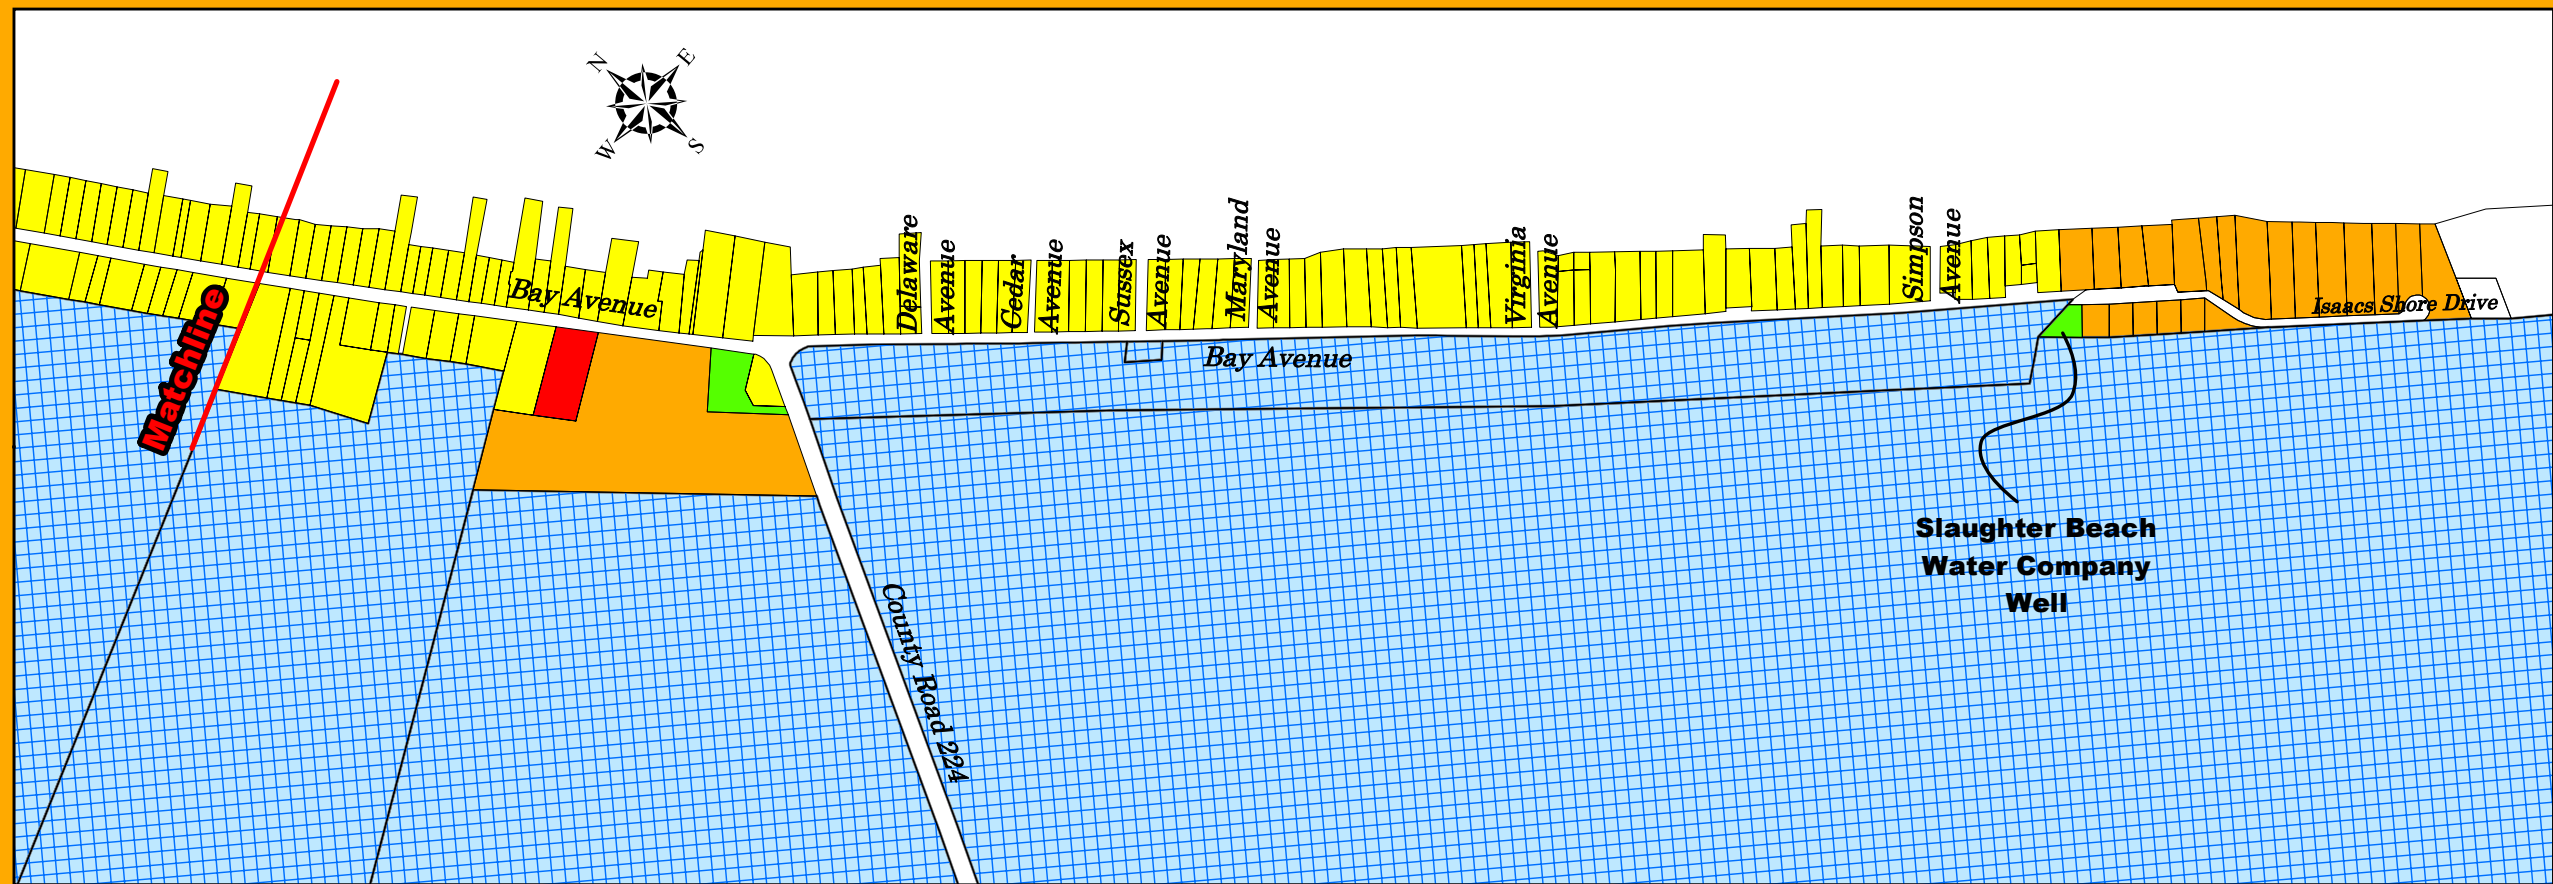 N
E
W
S
Matchline
Bay Avenue
Delaware
Avenue
Cedar
Avenue
Sussex
Avenue
Maryland
Avenue
Virginia
Avenue
Simpson
Avenue
Isaacs Shore Drive
Bay Avenue
County Road 224
Slaughter Beach
Water Company
Well